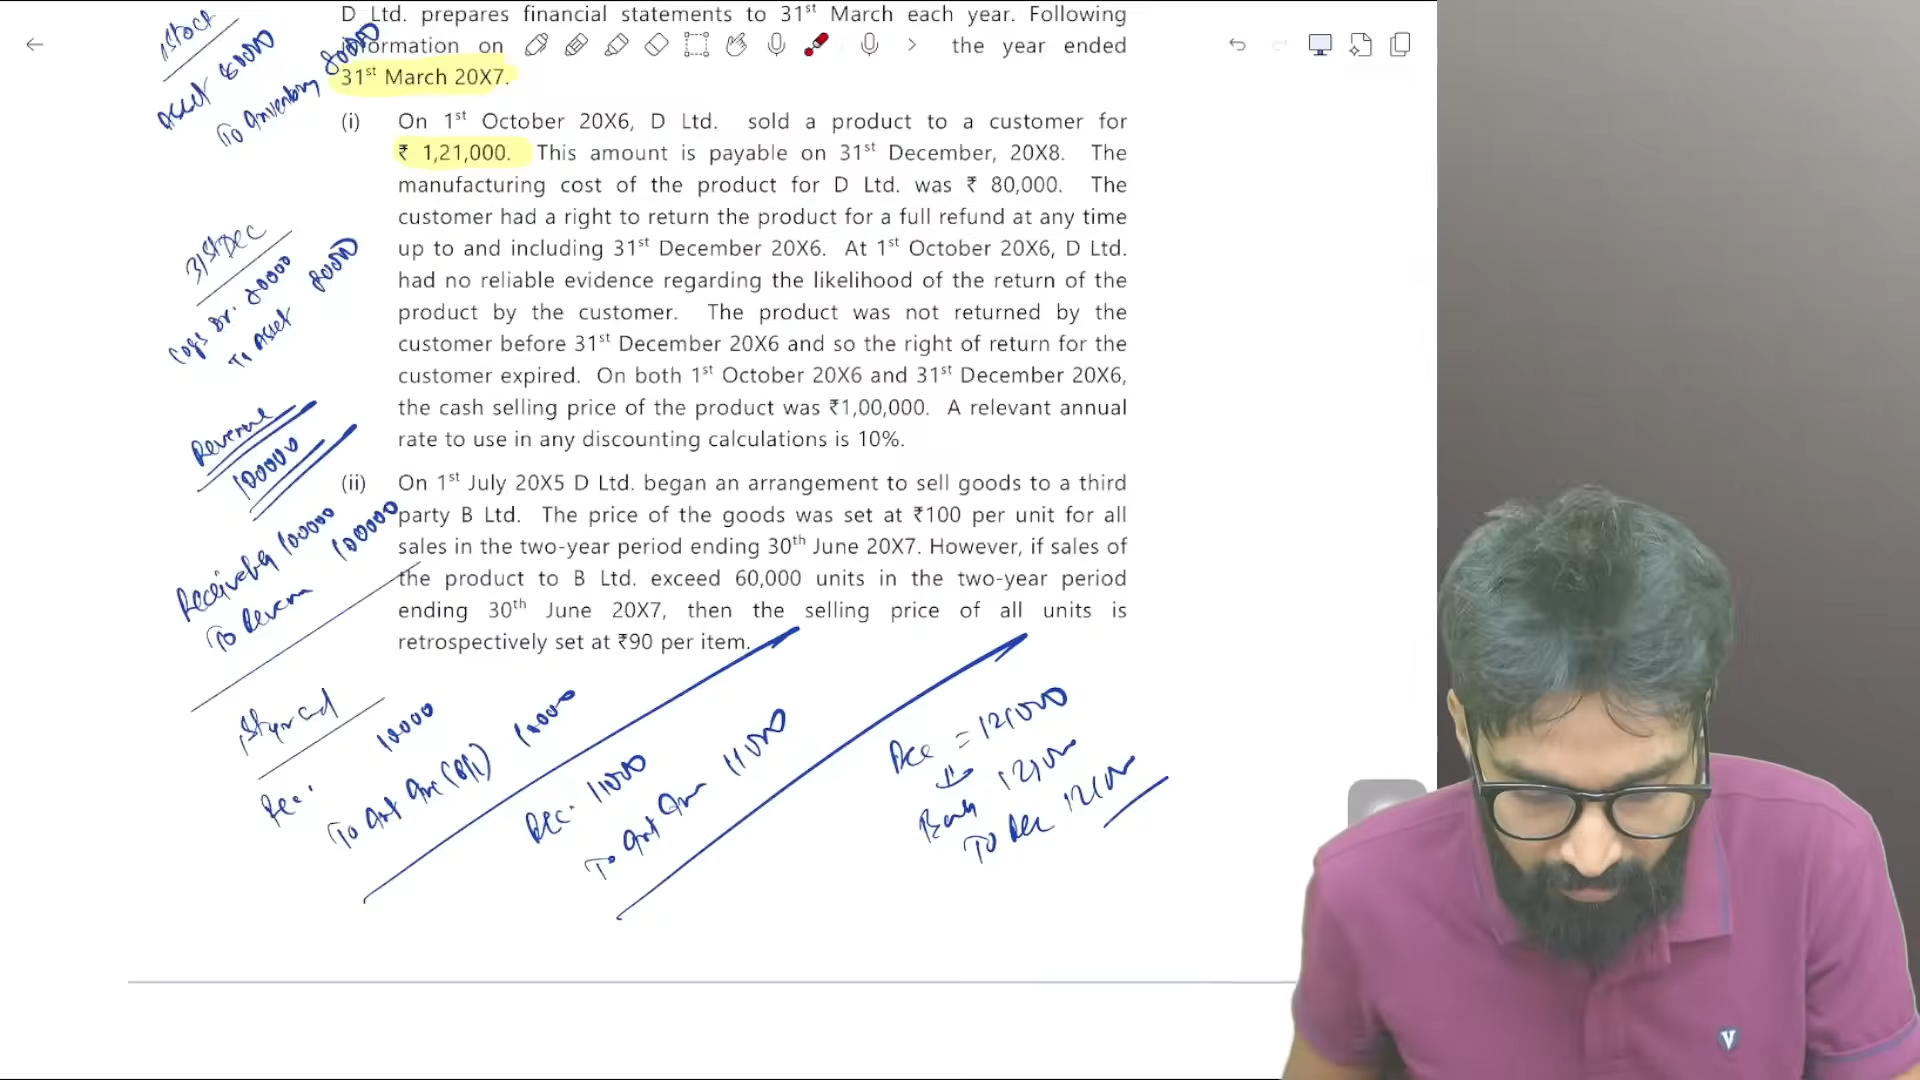 D Ltd. prepares financial statements to 31st March each year. Following
information on the year ended
31st March 20X7.
(i) On 1st October 20X6, D Ltd. sold a product to a customer for
₹ 1,21,000. This amount is payable on 31st December, 20X8. The
manufacturing cost of the product for D Ltd. was ₹ 80,000. The
customer had a right to return the product for a full refund at any time
up to and including 31st December 20X6. At 1st October 20X6, D Ltd.
had no reliable evidence regarding the likelihood of the return of the
product by the customer. The product was not returned by the
customer before 31st December 20X6 and so the right of return for the
customer expired. On both 1st October 20X6 and 31st December 20X6,
the cash selling price of the product was ₹1,00,000. A relevant annual
rate to use in any discounting calculations is 10%.
(ii) On 1st July 20X5 D Ltd. began an arrangement to sell goods to a third
party B Ltd. The price of the goods was set at ₹100 per unit for all
sales in the two-year period ending 30th June 20X7. However, if sales of
the product to B Ltd. exceed 60,000 units in the two-year period
ending 30th June 20X7, then the selling price of all units is
retrospectively set at ₹90 per item.
1stoct
Asset 80000
To Inventory 80000
31stDec
Cogs Dr. 80000
To Asset 80000
Revenue
100000
100000
To Revenue 100000
10000
To Int Inc (P/L) 10000
Rec. 11000
To Int 11000
Rec = 121000
Bank 121000
To Rec 121000
V